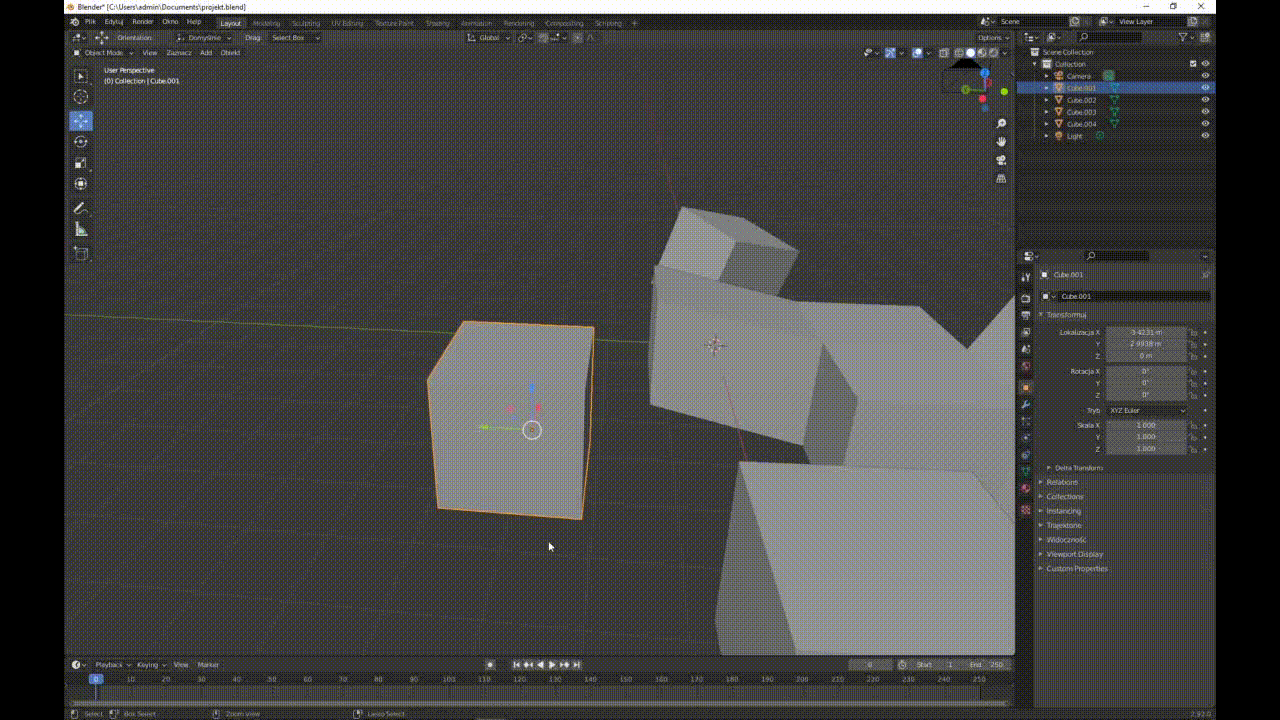 Blender* [C:\Users\admin\Documents\projekt.blend]
Plik Edytuj Render Okno Help Layout Modeling Sculpting UV Editing Texture Paint Shading Animation Rendering Compositing Scripting + Scene View Layer
Orientation: Domyślnie Drag: Select Box Global Options
Object Mode View Zaznacz Add Obiekt
User Perspective
(0) Collection | Cube.001
Scene Collection
Collection
Camera
Cube.001
Cube.002
Cube.003
Cube.004
Light
Cube.001
Cube.001
Transformuj
Lokalizacja X -3.4231 m
Y 2.9938 m
Z 0 m
Rotacja X 0°
Y 0°
Z 0°
Tryb XYZ Euler
Skala X 1.000
Y 1.000
Z 1.000
Delta Transform
Relations
Collections
Instancing
Trajektorie
Widoczność
Viewport Display
Custom Properties
Playback Keying View Marker 0 Start 1 End 250
0 10 20 30 40 50 60 70 80 90 100 110 120 130 140 150 160 170 180 190 200 210 220 230 240 250
Select Box Select Zoom View Lasso Select 2.92.0